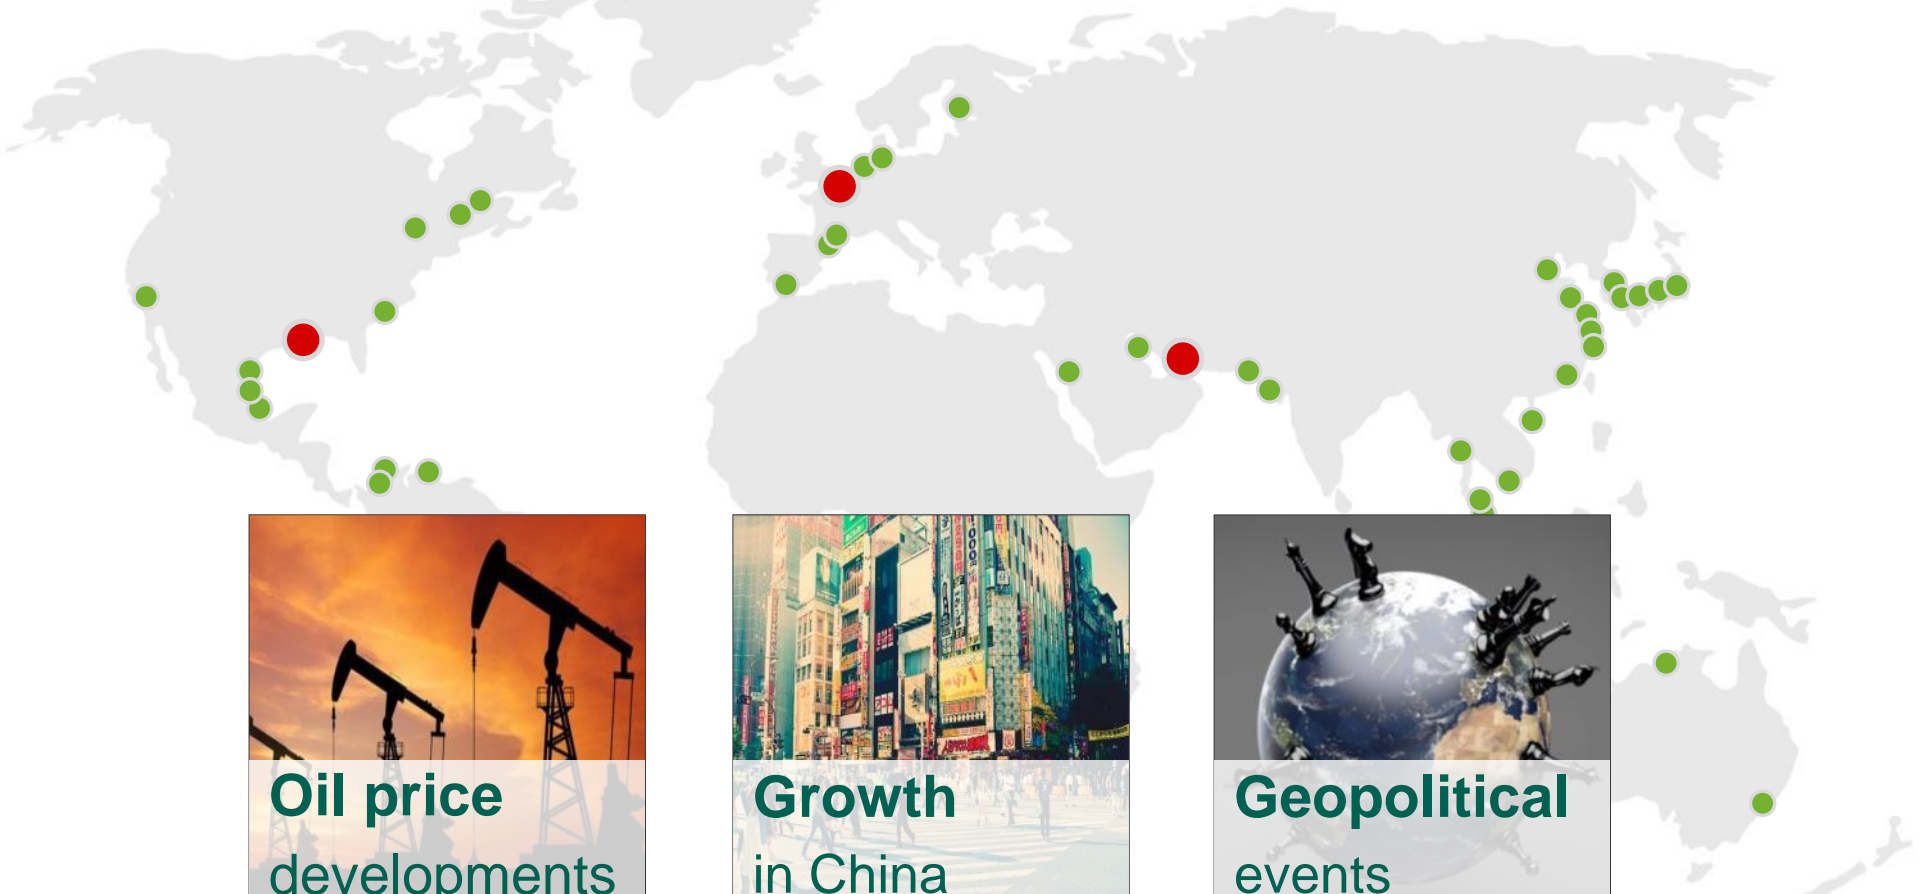 Oil price
developments
Growth
in China
Geopolitical
events